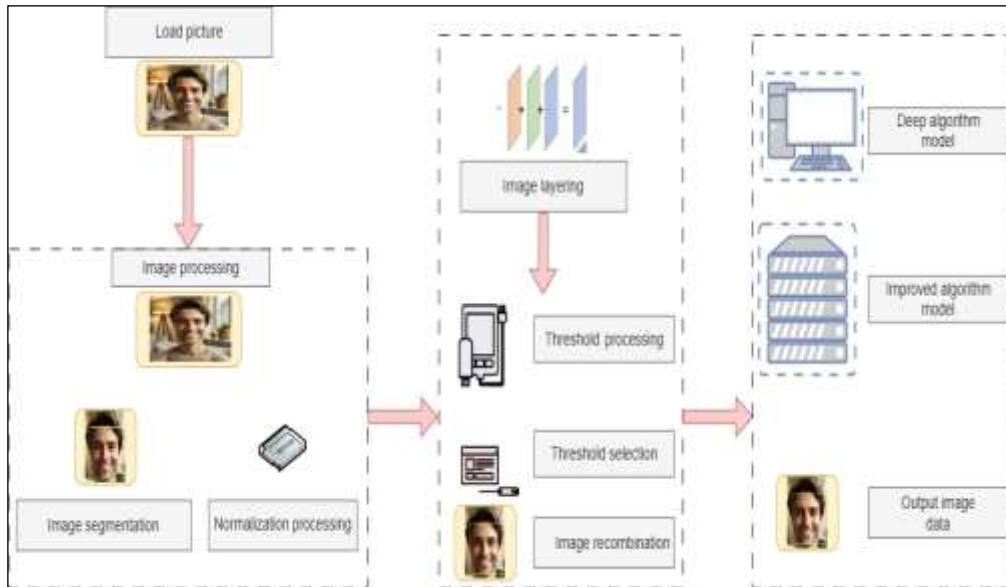 Load picture
Image processing
Image segmentation
Normalization processing
- + + =
Image layering
Threshold processing
Threshold selection
Image recombination
Deep algorithm
model
Improved algorithm
model
Output image
data